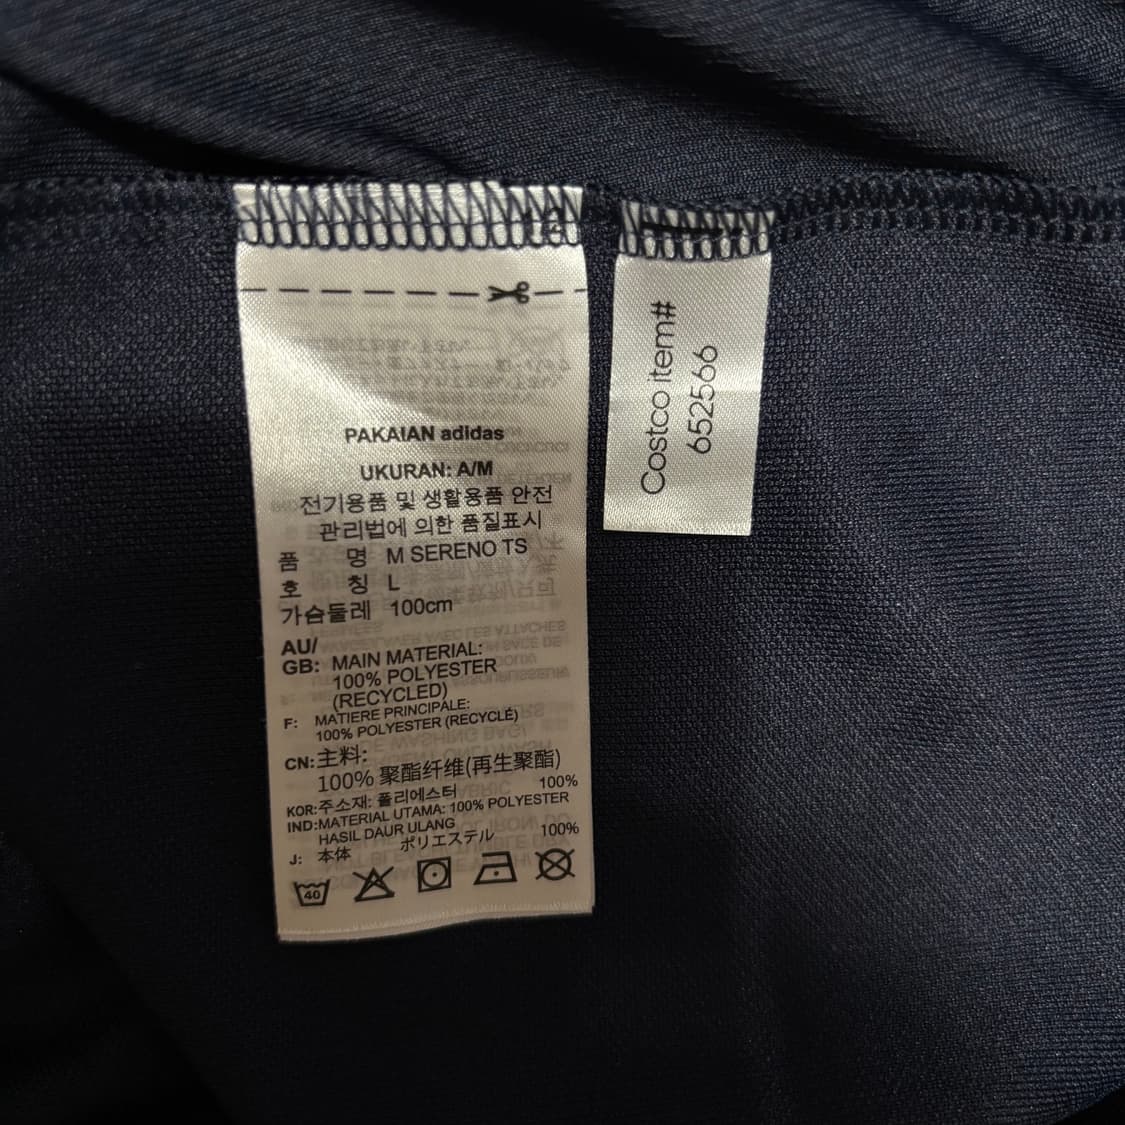 PAKAIAN adidas
UKURAN: A/M
전기용품 및 생활용품 안전
관리법에 의한 품질표시
품 명 M SERENO TS
호 칭 L
가슴둘레 100cm
AU/
GB: MAIN MATERIAL:
100% POLYESTER
(RECYCLED)
F: MATIERE PRINCIPALE:
100% POLYESTER (RECYCLÉ)
CN:主料:
100% 聚酯纤维(再生聚酯)
KOR:주소재: 폴리에스터 100%
IND:MATERIAL UTAMA: 100% POLYESTER
HASIL DAUR ULANG
J: 本体 ポリエステル 100%
40
Costco item#
652566